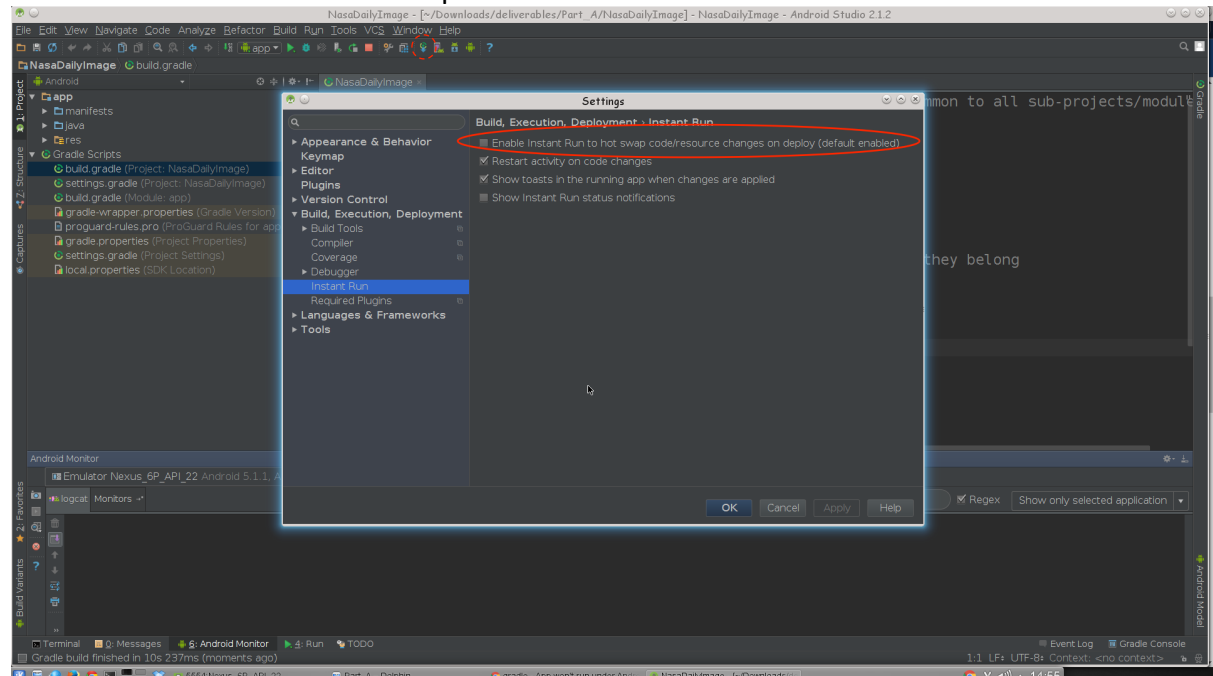 NasaDailyImage - [~/Downloads/deliverables/Part_A/NasaDailyImage] - NasaDailyImage - Android Studio 2.1.2
File Edit View Navigate Code Analyze Refactor Build Run Tools VCS Window Help
app
NasaDailyImage build.gradle
Android
NasaDailyImage
1: Project
Z: Structure
Captures
2: Favorites
Build Variants
app
manifests
java
res
Gradle Scripts
build.gradle (Project: NasaDailyImage)
settings.gradle (Project: NasaDailyImage)
build.gradle (Module: app)
gradle-wrapper.properties (Gradle Version)
proguard-rules.pro (ProGuard Rules for app
gradle.properties (Project Properties)
settings.gradle (Project Settings)
local.properties (SDK Location)
mmon to all sub-projects/modul
they belong
Gradle
Android Model
Settings
Appearance & Behavior
Keymap
Editor
Plugins
Version Control
Build, Execution, Deployment
Build Tools
Compiler
Coverage
Debugger
Instant Run
Required Plugins
Languages & Frameworks
Tools
Build, Execution, Deployment › Instant Run
Enable Instant Run to hot swap code/resource changes on deploy (default enabled)
Restart activity on code changes
Show toasts in the running app when changes are applied
Show Instant Run status notifications
OK Cancel Apply Help
Android Monitor
Emulator Nexus_6P_API_22 Android 5.1.1, A
logcat Monitors
Regex Show only selected application
Terminal 0: Messages 6: Android Monitor 4: Run TODO
Event Log Gradle Console
Gradle build finished in 10s 237ms (moments ago)
1:1 LF÷ UTF-8÷ Context: <no context>
14:55